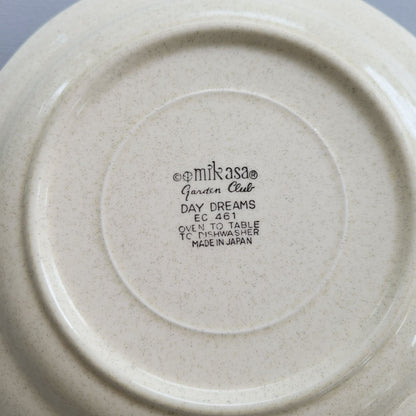 ©mikasa®
Garden Club
DAY DREAMS
EC 461
OVEN TO TABLE
TO DISHWASHER
MADE IN JAPAN